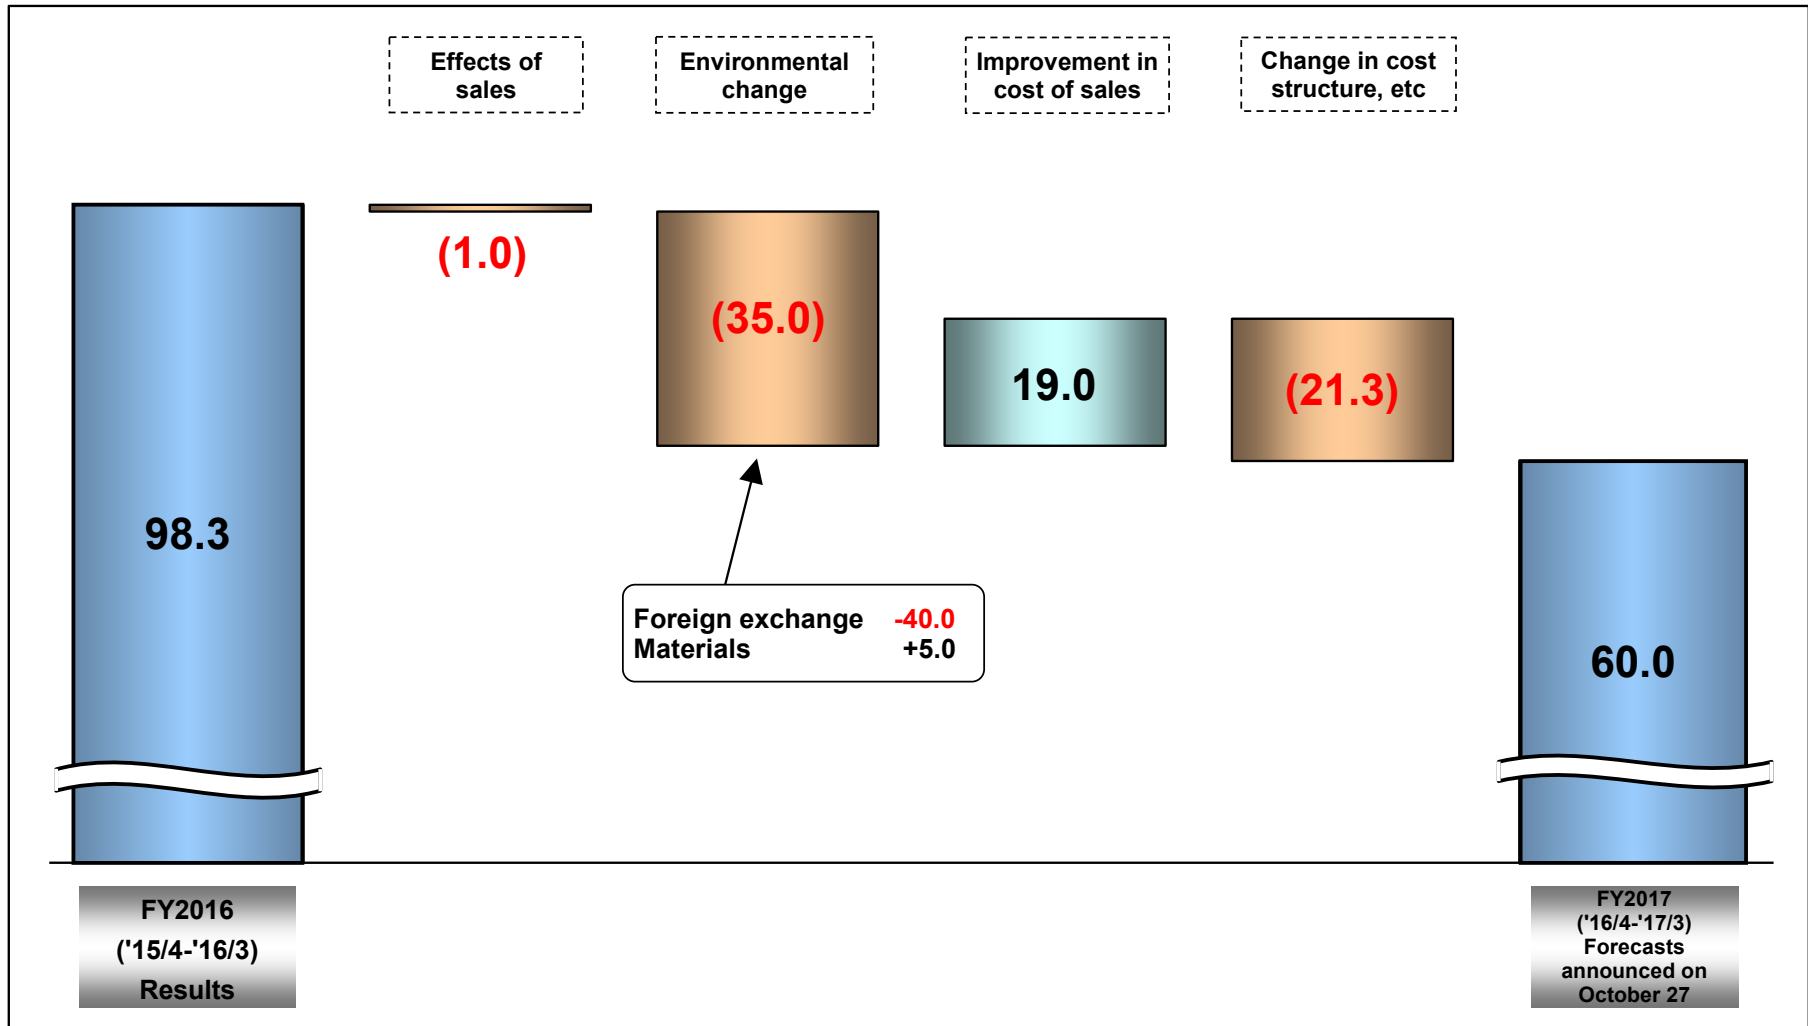 Effects of
sales
Environmental
change
Improvement in
cost of sales
Change in cost
structure, etc
98.3
(1.0)
(35.0)
19.0
(21.3)
60.0
Foreign exchange -40.0
Materials +5.0
FY2016
('15/4-'16/3)
Results
FY2017
('16/4-'17/3)
Forecasts
announced on
October 27